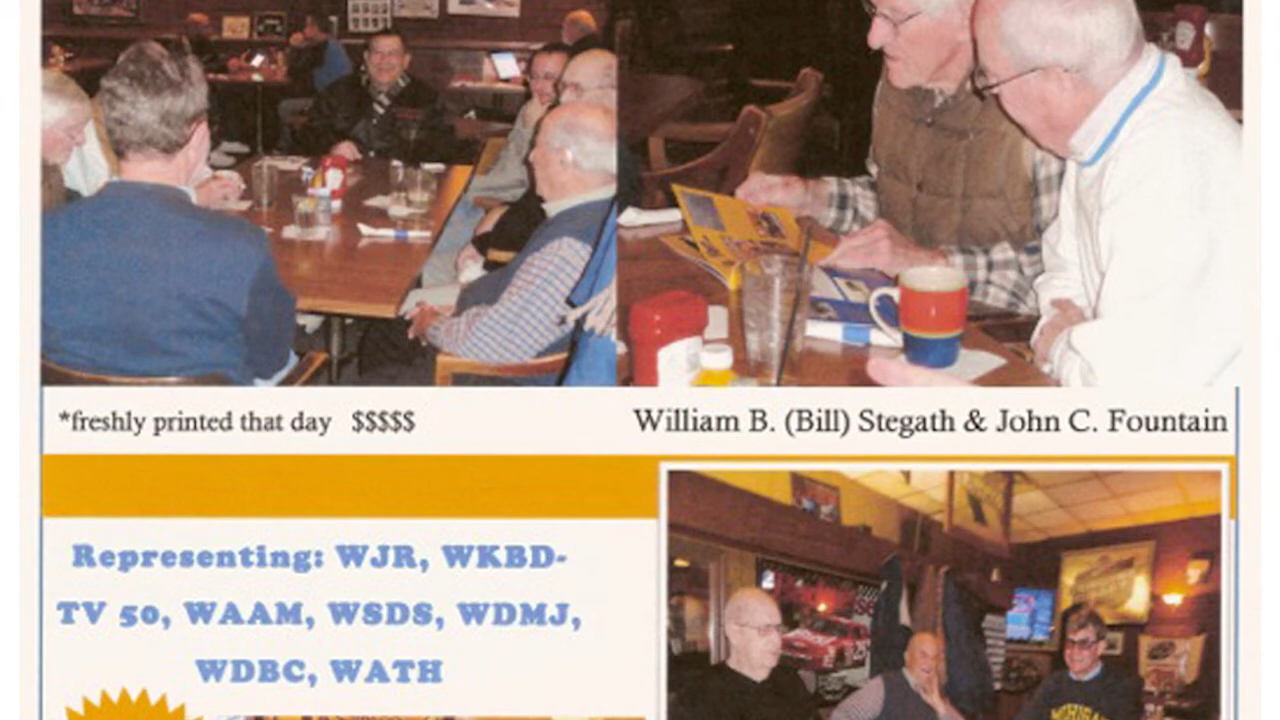 *freshly printed that day $$$$$
William B. (Bill) Stegath & John C. Fountain
Representing: WJR, WKBD-
TV 50, WAAM, WSDS, WDMJ,
WDBC, WATH